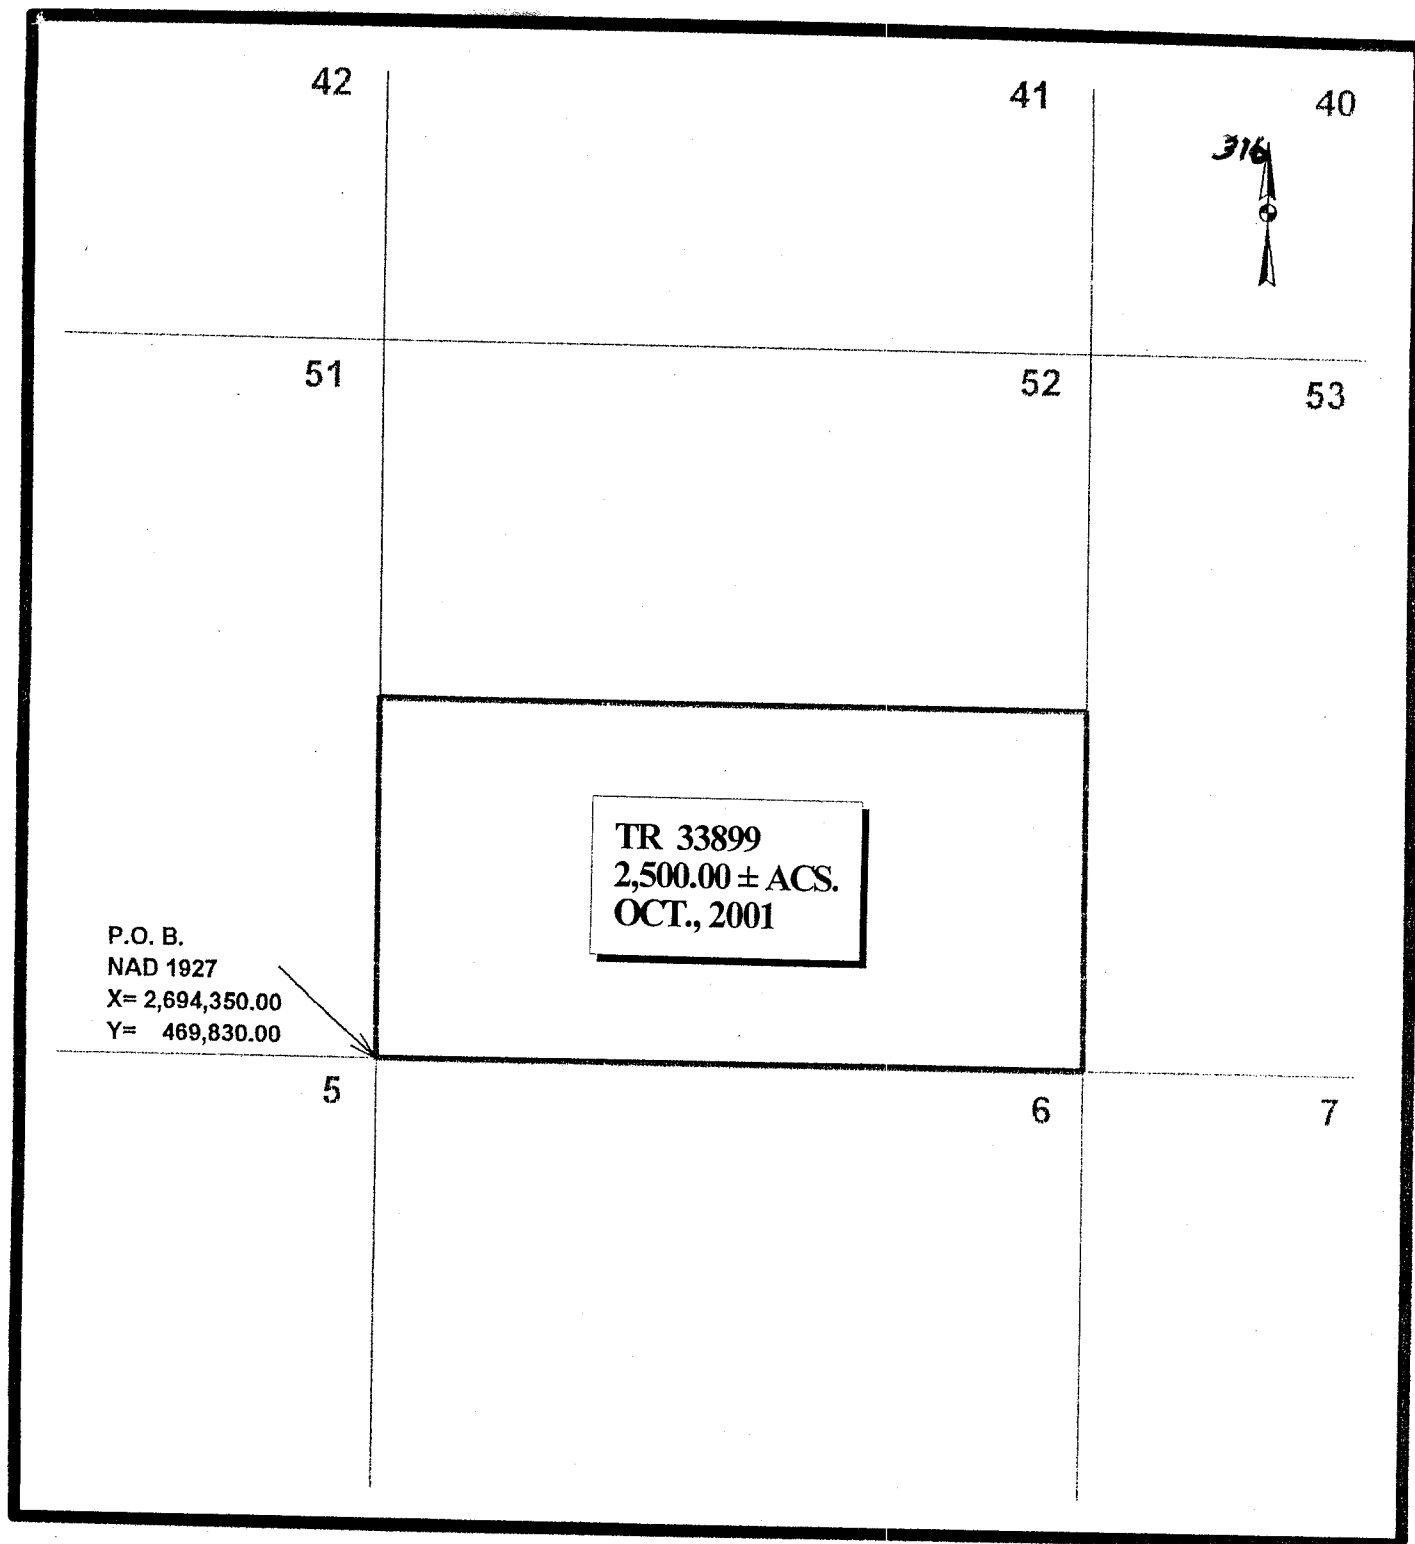 42
41
40
316
51
52
53
TR 33899
2,500.00 ± ACS.
OCT., 2001
P.O. B.
NAD 1927
X= 2,694,350.00
Y= 469,830.00
5
6
7